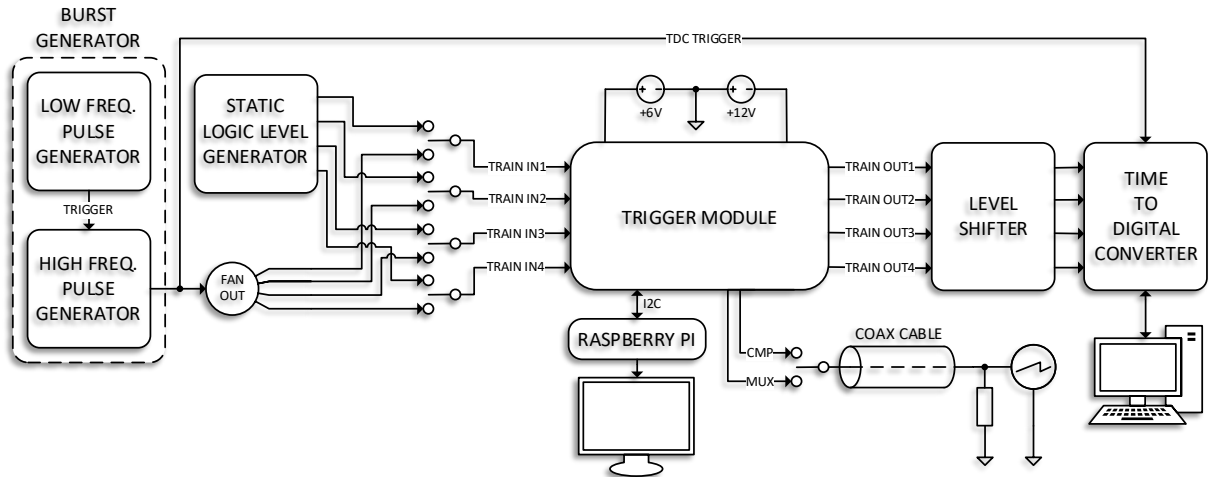 BURST
GENERATOR
TDC TRIGGER
LOW FREQ.
PULSE
GENERATOR
STATIC
LOGIC LEVEL
GENERATOR
+ -
+ -
+6V
+12V
TRIGGER
HIGH FREQ.
PULSE
GENERATOR
FAN
OUT
TRAIN IN1
TRAIN IN2
TRAIN IN3
TRAIN IN4
TRIGGER MODULE
TRAIN OUT1
TRAIN OUT2
TRAIN OUT3
TRAIN OUT4
LEVEL
SHIFTER
TIME
TO
DIGITAL
CONVERTER
I2C
RASPBERRY PI
CMP
MUX
COAX CABLE